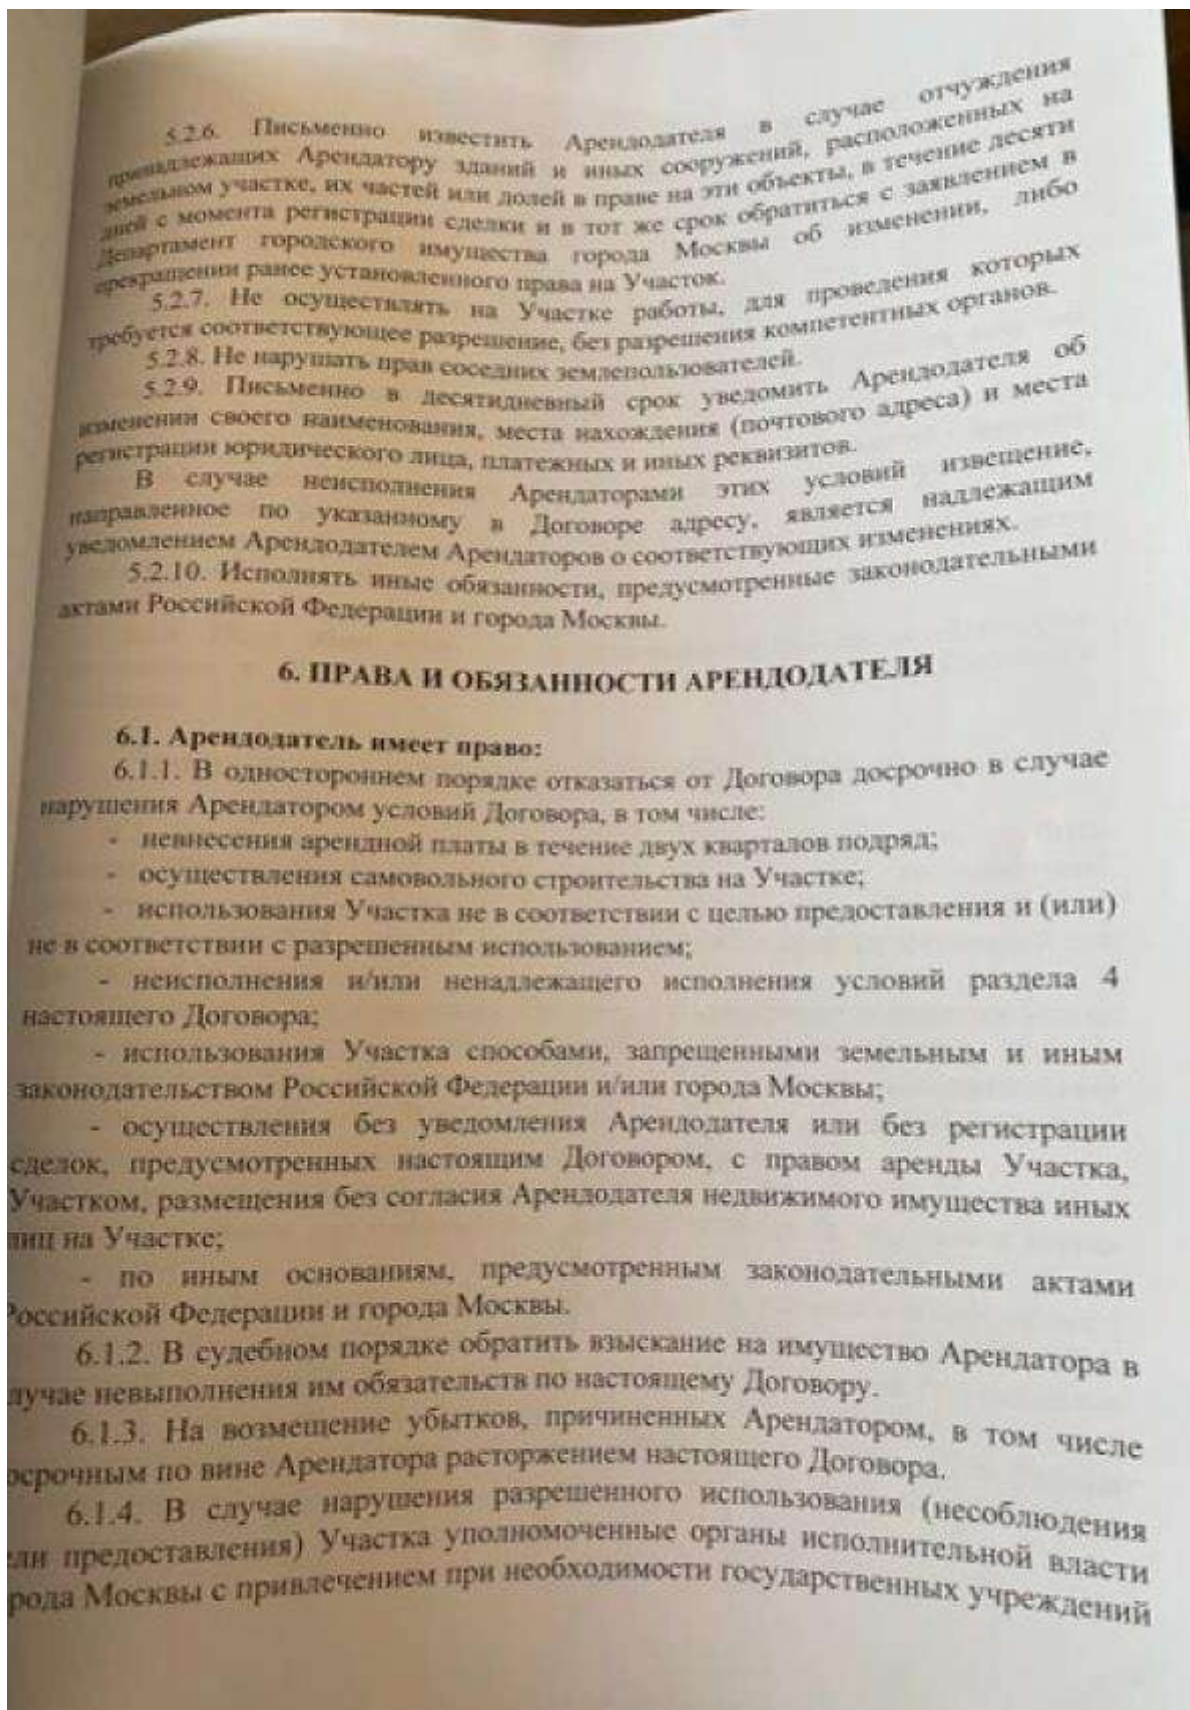 5.2.6. Письменно известить Арендодателя в случае отчуждения
принадлежащих Арендатору зданий и иных сооружений, расположенных на
земельном участке, их частей или долей в праве на эти объекты, в течение десяти
дней с момента регистрации сделки и в тот же срок обратиться с заявлением в
Департамент городского имущества города Москвы об изменении, либо
прекращении ранее установленного права на Участок.
5.2.7. Не осуществлять на Участке работы, для проведения которых
требуется соответствующее разрешение, без разрешения компетентных органов.
5.2.8. Не нарушать прав соседних землепользователей.
5.2.9. Письменно в десятидневный срок уведомить Арендодателя об
изменении своего наименования, места нахождения (почтового адреса) и места
регистрации юридического лица, платежных и иных реквизитов.
В случае неисполнения Арендаторами этих условий извещение,
направленное по указанному в Договоре адресу, является надлежащим
уведомлением Арендодателем Арендаторов о соответствующих изменениях.
5.2.10. Исполнять иные обязанности, предусмотренные законодательными
актами Российской Федерации и города Москвы.
6. ПРАВА И ОБЯЗАННОСТИ АРЕНДОДАТЕЛЯ
6.1. Арендодатель имеет право:
6.1.1. В одностороннем порядке отказаться от Договора досрочно в случае
нарушения Арендатором условий Договора, в том числе:
- невнесения арендной платы в течение двух кварталов подряд;
- осуществления самовольного строительства на Участке;
- использования Участка не в соответствии с целью предоставления и (или)
не в соответствии с разрешенным использованием;
- неисполнения и/или ненадлежащего исполнения условий раздела 4
настоящего Договора;
- использования Участка способами, запрещенными земельным и иным
законодательством Российской Федерации и/или города Москвы;
- осуществления без уведомления Арендодателя или без регистрации
сделок, предусмотренных настоящим Договором, с правом аренды Участка,
Участком, размещения без согласия Арендодателя недвижимого имущества иных
лиц на Участке;
- по иным основаниям, предусмотренным законодательными актами
Российской Федерации и города Москвы.
6.1.2. В судебном порядке обратить взыскание на имущество Арендатора в
лучае невыполнения им обязательств по настоящему Договору.
6.1.3. На возмещение убытков, причиненных Арендатором, в том числе
осрочным по вине Арендатора расторжением настоящего Договора.
6.1.4. В случае нарушения разрешенного использования (несоблюдения
ели предоставления) Участка уполномоченные органы исполнительной власти
рода Москвы с привлечением при необходимости государственных учреждений